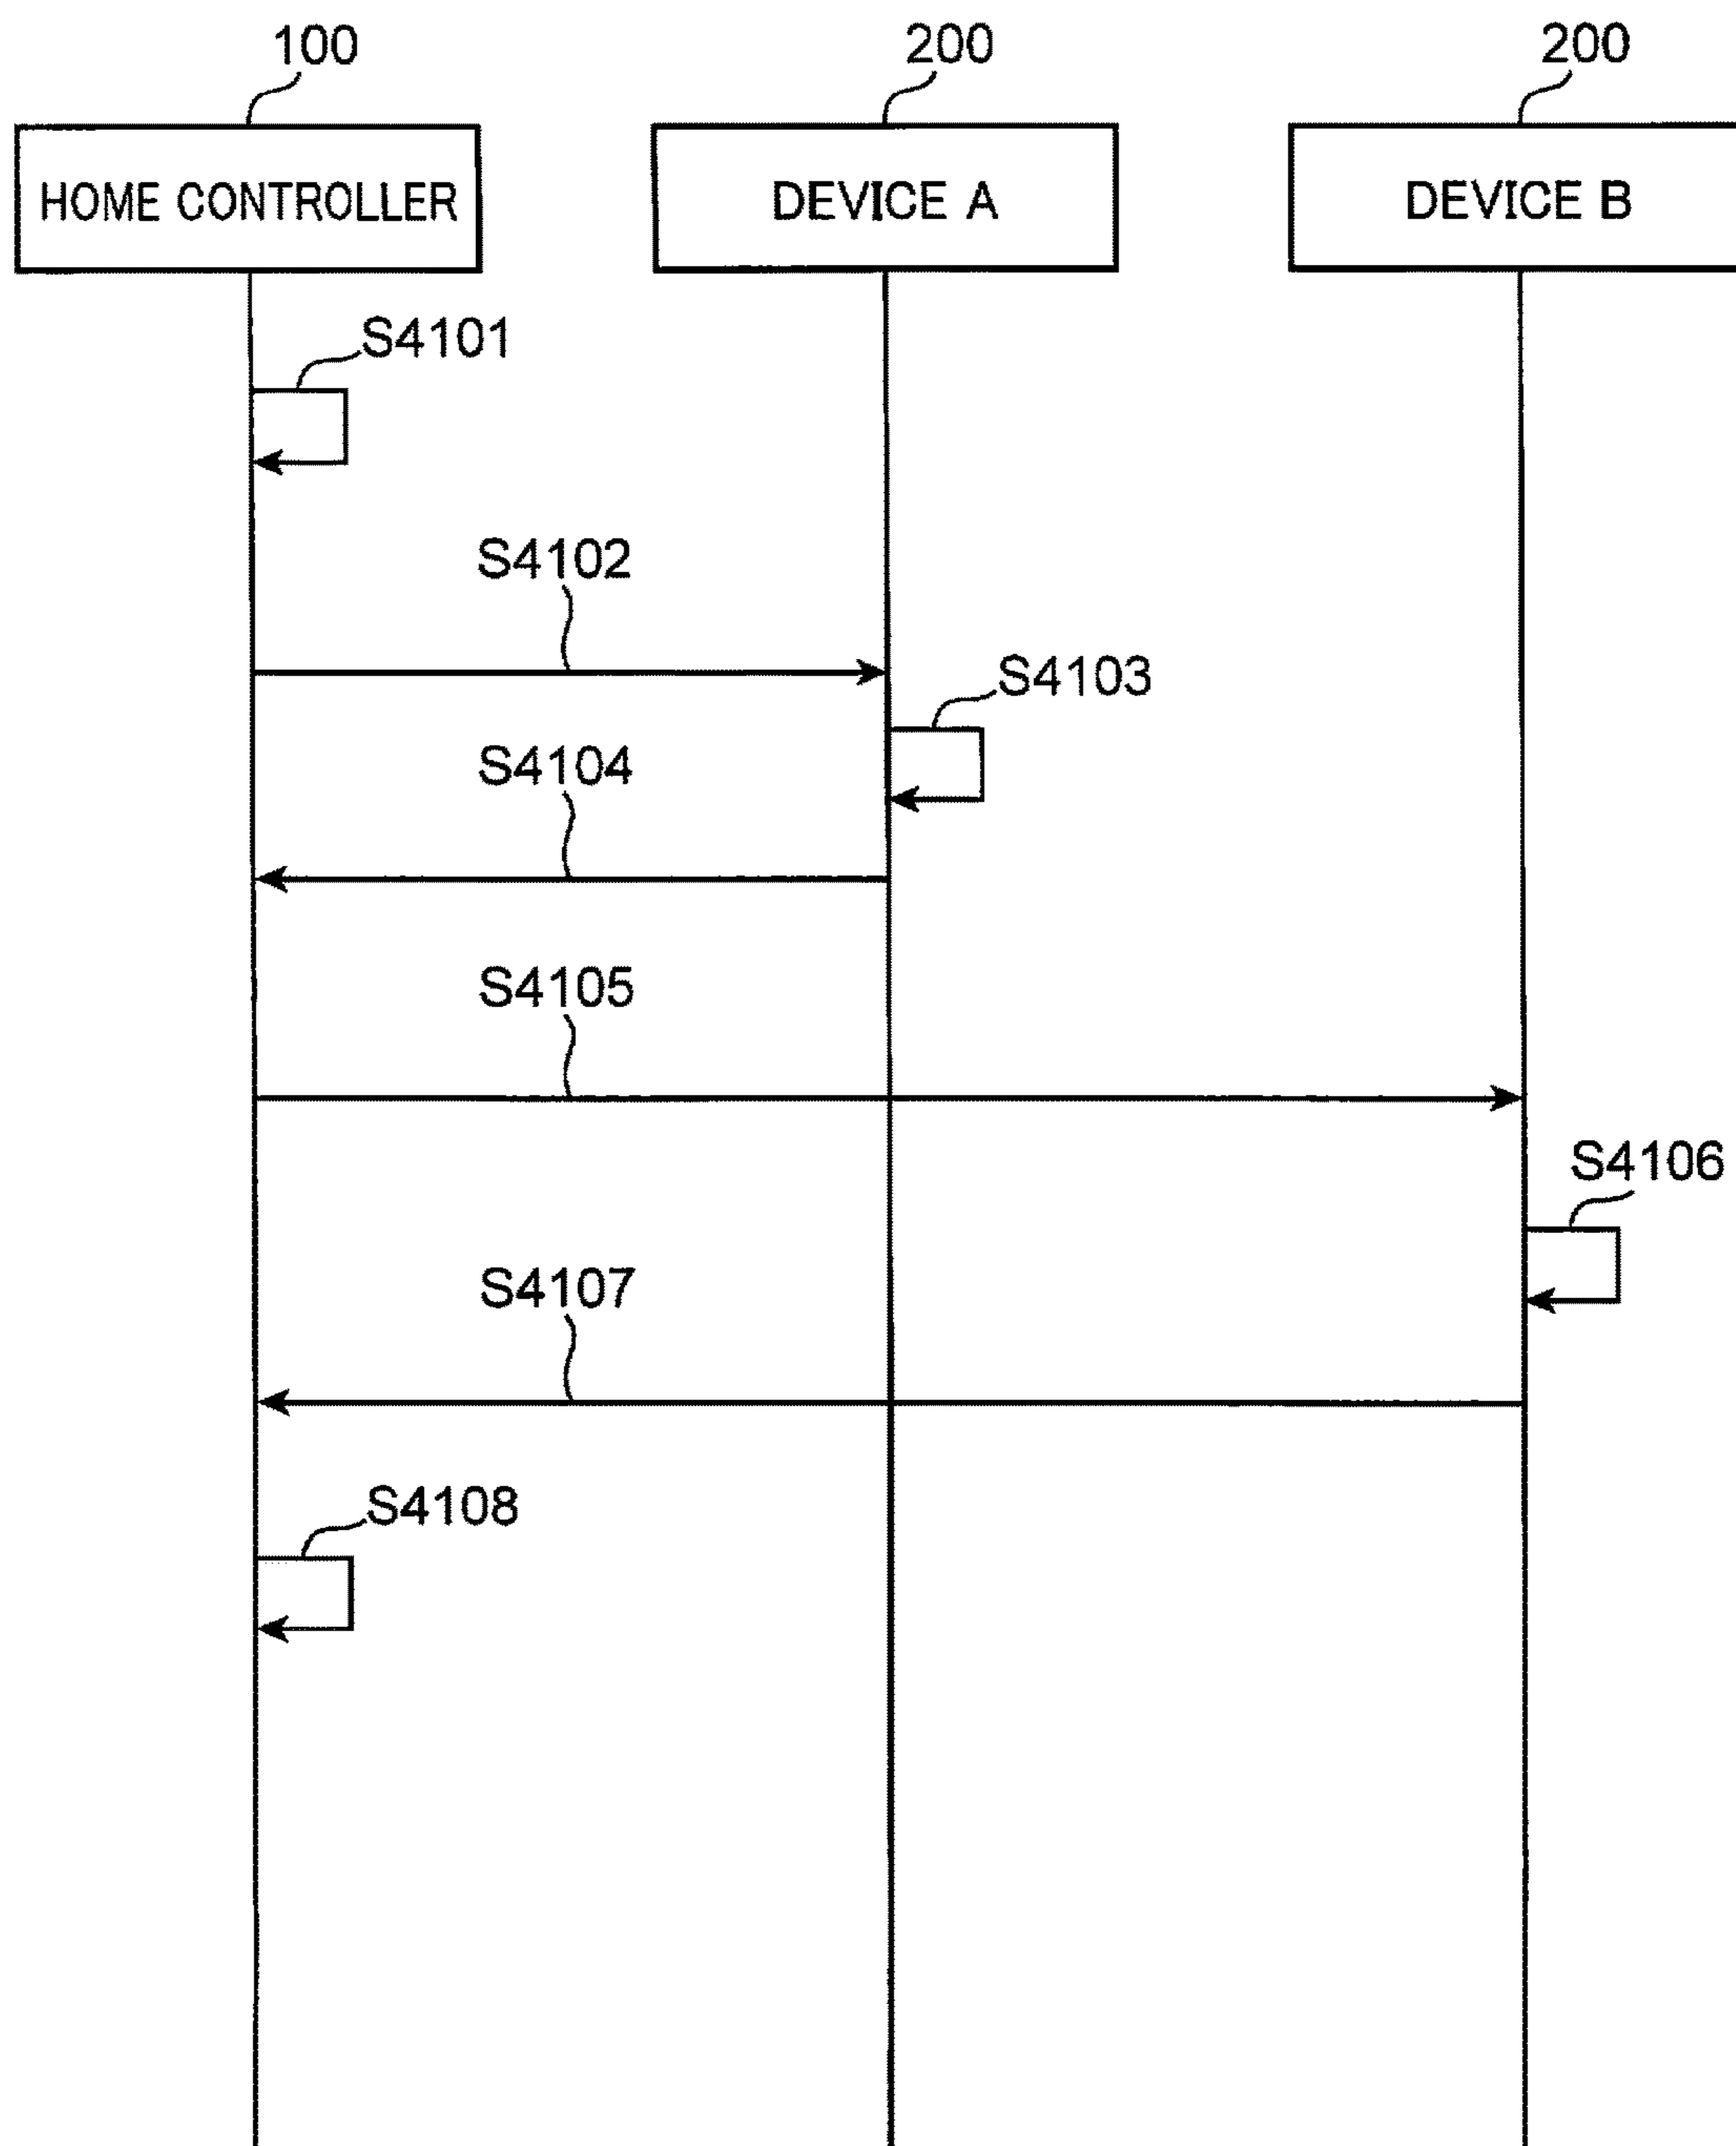 100
200
200
HOME CONTROLLER
DEVICE A
DEVICE B
S4101
S4102
S4103
S4104
S4105
S4106
S4107
S4108